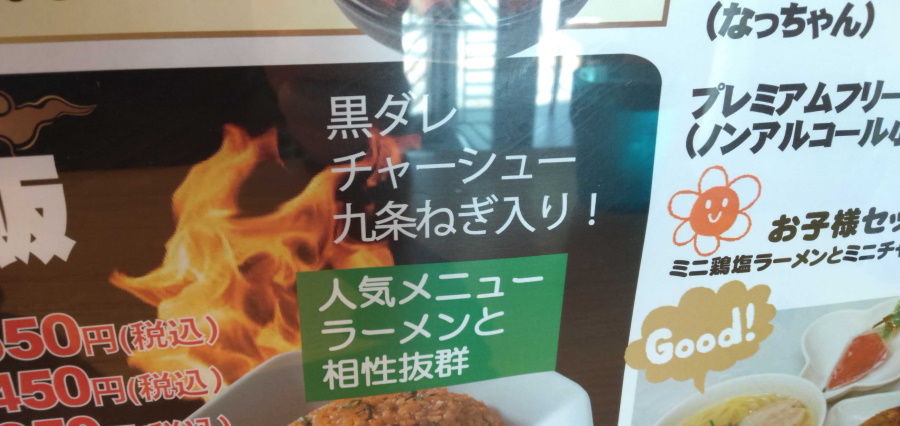 (なっちゃん)
黒ダレ
チャーシュー
九条ねぎ入り!
プレミアムフリー
(ノンアルコール
飯
お子様セッ
ミニ鶏塩ラーメンとミニチャ
人気メニュー
ラーメンと
相性抜群
Good!
50円(税込)
450円(税込)